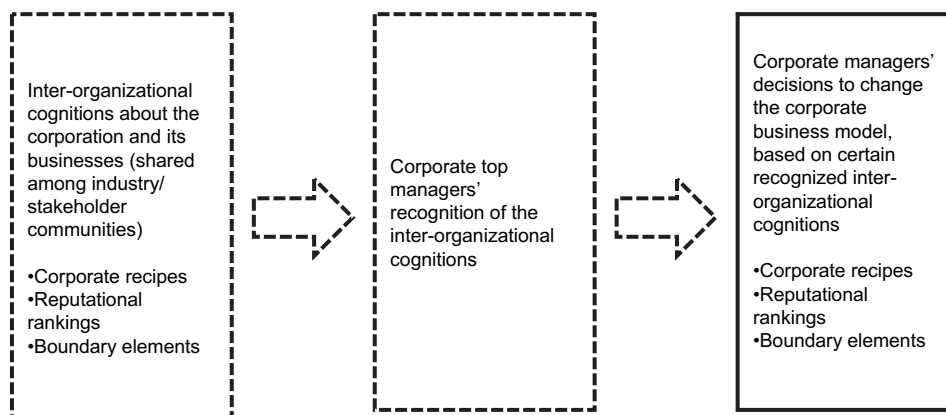 Inter-organizational
cognitions about the
corporation and its
businesses (shared
among industry/
stakeholder
communities)
•Corporate recipes
•Reputational
rankings
•Boundary elements
Corporate top
managers’
recognition of the
inter-organizational
cognitions
Corporate managers’
decisions to change
the corporate
business model,
based on certain
recognized inter-
organizational
cognitions
•Corporate recipes
•Reputational
rankings
•Boundary elements